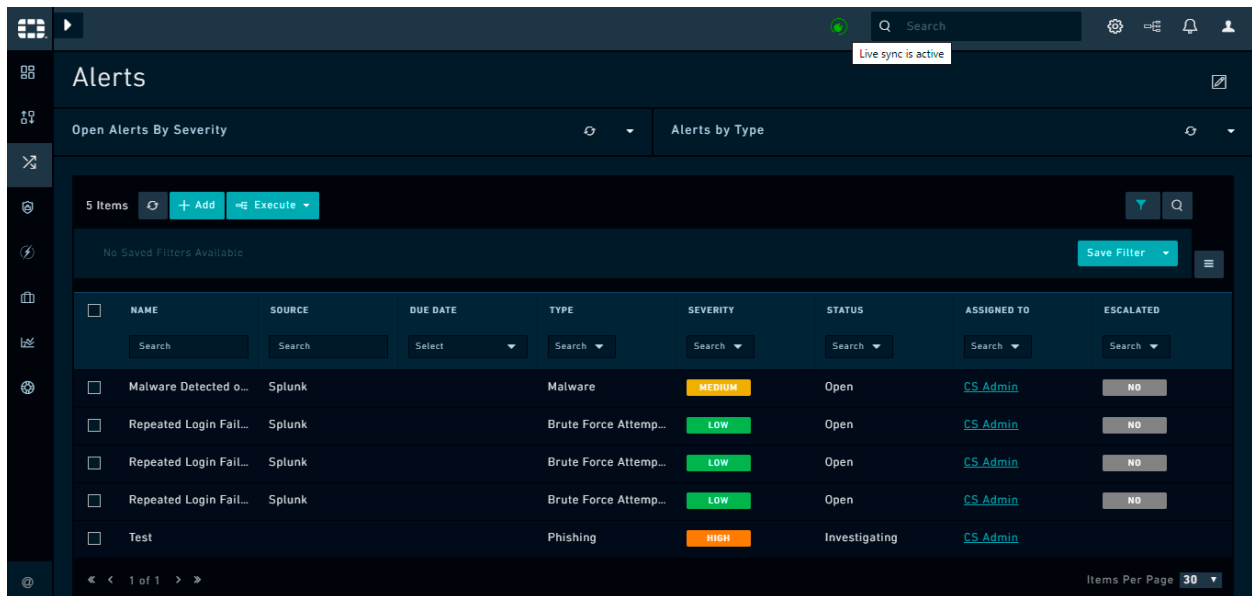 Search
Live sync is active
Alerts
Open Alerts By Severity
Alerts by Type
5 Items + Add Execute
No Saved Filters Available
Save Filter
NAME SOURCE DUE DATE TYPE SEVERITY STATUS ASSIGNED TO ESCALATED
Search Search Select Search Search Search Search Search
Malware Detected o... Splunk Malware MEDIUM Open CS Admin NO
Repeated Login Fail... Splunk Brute Force Attemp... LOW Open CS Admin NO
Repeated Login Fail... Splunk Brute Force Attemp... LOW Open CS Admin NO
Repeated Login Fail... Splunk Brute Force Attemp... LOW Open CS Admin NO
Test Phishing HIGH Investigating CS Admin
@ « < 1 of 1 > » Items Per Page 30